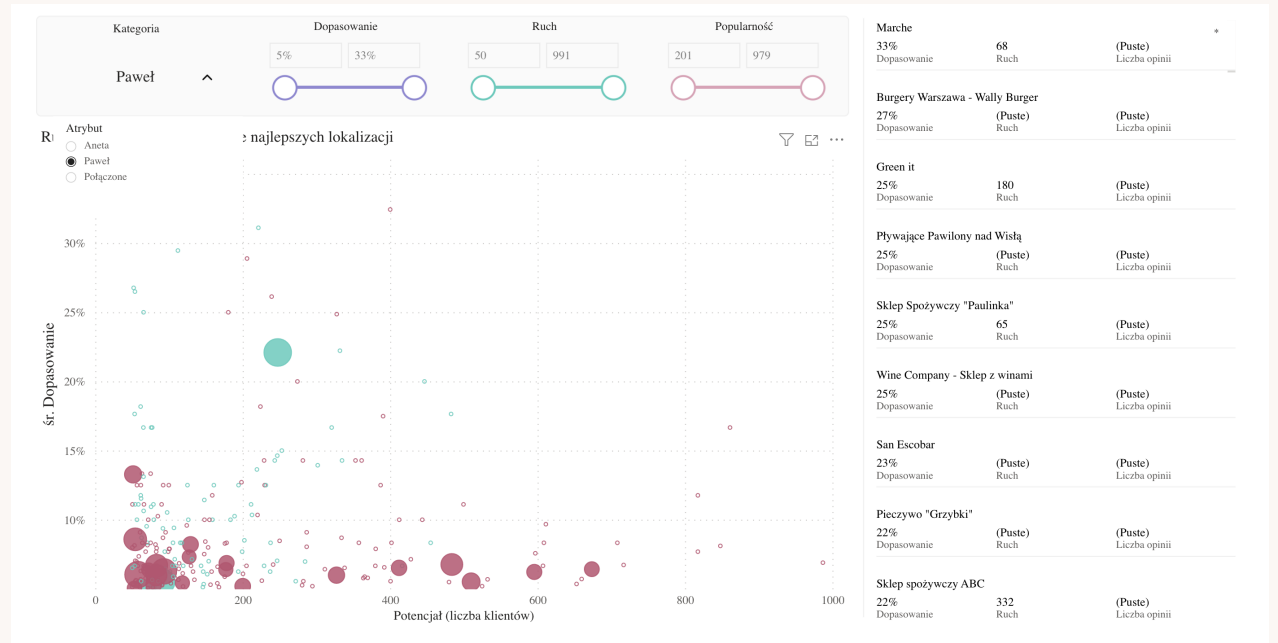 Kategoria
Paweł
Dopasowanie
5% 33%
Ruch
50 991
Popularność
201 979
Atrybut
Aneta
Paweł
Połączone
najlepszych lokalizacji
śr. Dopasowanie
30%
25%
20%
15%
10%
0 200 400 600 800 1000
Potencjał (liczba klientów)
Marche
33% 68 (Puste)
Dopasowanie Ruch Liczba opinii
Burgery Warszawa - Wally Burger
27% (Puste) (Puste)
Dopasowanie Ruch Liczba opinii
Green it
25% 180 (Puste)
Dopasowanie Ruch Liczba opinii
Pływające Pawilony nad Wisłą
25% (Puste) (Puste)
Dopasowanie Ruch Liczba opinii
Sklep Spożywczy "Paulinka"
25% 65 (Puste)
Dopasowanie Ruch Liczba opinii
Wine Company - Sklep z winami
25% (Puste) (Puste)
Dopasowanie Ruch Liczba opinii
San Escobar
23% (Puste) (Puste)
Dopasowanie Ruch Liczba opinii
Pieczywo "Grzybki"
22% (Puste) (Puste)
Dopasowanie Ruch Liczba opinii
Sklep spożywczy ABC
22% 332 (Puste)
Dopasowanie Ruch Liczba opinii